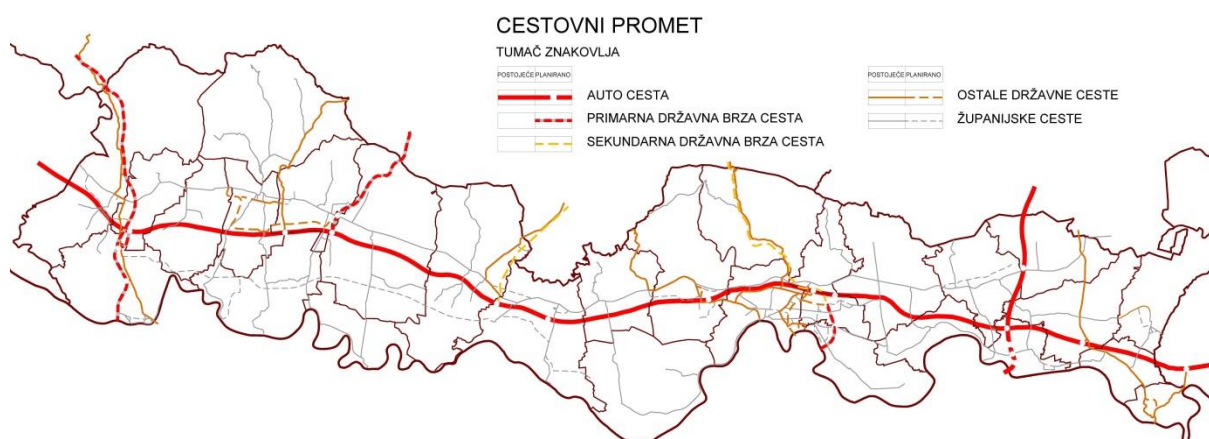 CESTOVNI PROMET
TUMAČ ZNAKOVLJA
POSTOJEĆE PLANIRANO
AUTO CESTA
PRIMARNA DRŽAVNA BRZA CESTA
SEKUNDARNA DRŽAVNA BRZA CESTA
POSTOJEĆE PLANIRANO
OSTALE DRŽAVNE CESTE
ŽUPANIJSKE CESTE